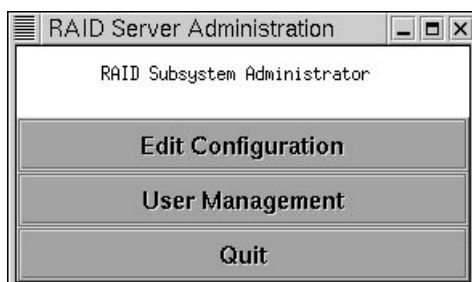 RAID Server Administration
RAID Subsystem Administrator
Edit Configuration
User Management
Quit